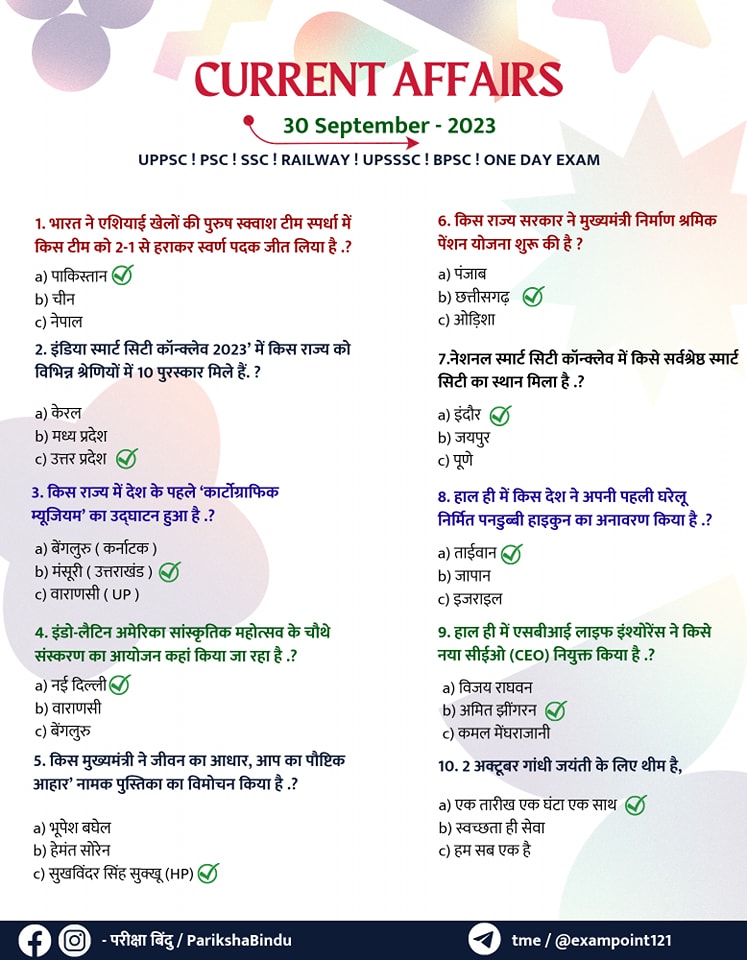 CURRENT AFFAIRS
30 September - 2023
UPPSC ! PSC ! SSC ! RAILWAY ! UPSSSC ! BPSC ! ONE DAY EXAM
1. भारत ने एशियाई खेलों की पुरुष स्क्वाश टीम स्पर्धा में
किस टीम को 2-1 से हराकर स्वर्ण पदक जीत लिया है .?
a) पाकिस्तान
b) चीन
c) नेपाल
2. इंडिया स्मार्ट सिटी कॉन्क्लेव 2023' में किस राज्य को
विभिन्न श्रेणियों में 10 पुरस्कार मिले हैं. ?
a) केरल
b) मध्य प्रदेश
c) उत्तर प्रदेश
3. किस राज्य में देश के पहले 'कार्टोग्राफिक
म्यूजियम' का उद्घाटन हुआ है .?
a) बेंगलुरु ( कर्नाटक )
b) मंसूरी ( उत्तराखंड )
c) वाराणसी ( UP )
4. इंडो-लैटिन अमेरिका सांस्कृतिक महोत्सव के चौथे
संस्करण का आयोजन कहां किया जा रहा है .?
a) नई दिल्ली
b) वाराणसी
c) बेंगलुरु
5. किस मुख्यमंत्री ने जीवन का आधार, आप का पौष्टिक
आहार' नामक पुस्तिका का विमोचन किया है .?
a) भूपेश बघेल
b) हेमंत सोरेन
c) सुखविंदर सिंह सुक्खू (HP)
6. किस राज्य सरकार ने मुख्यमंत्री निर्माण श्रमिक
पेंशन योजना शुरू की है ?
a) पंजाब
b) छत्तीसगढ़
c) ओड़िशा
7.नेशनल स्मार्ट सिटी कॉन्क्लेव में किसे सर्वश्रेष्ठ स्मार्ट
सिटी का स्थान मिला है .?
a) इंदौर
b) जयपुर
c) पूणे
8. हाल ही में किस देश ने अपनी पहली घरेलू
निर्मित पनडुब्बी हाइकुन का अनावरण किया है .?
a) ताईवान
b) जापान
c) इजराइल
9. हाल ही में एसबीआई लाइफ इंश्योरेंस ने किसे
नया सीईओ (CEO) नियुक्त किया है .?
a) विजय राघवन
b) अमित झींगरन
c) कमल मेंघराजानी
10. 2 अक्टूबर गांधी जयंती के लिए थीम है,
a) एक तारीख एक घंटा एक साथ
b) स्वच्छता ही सेवा
c) हम सब एक है
- परीक्षा बिंदु / ParikshaBindu
tme / @exampoint121